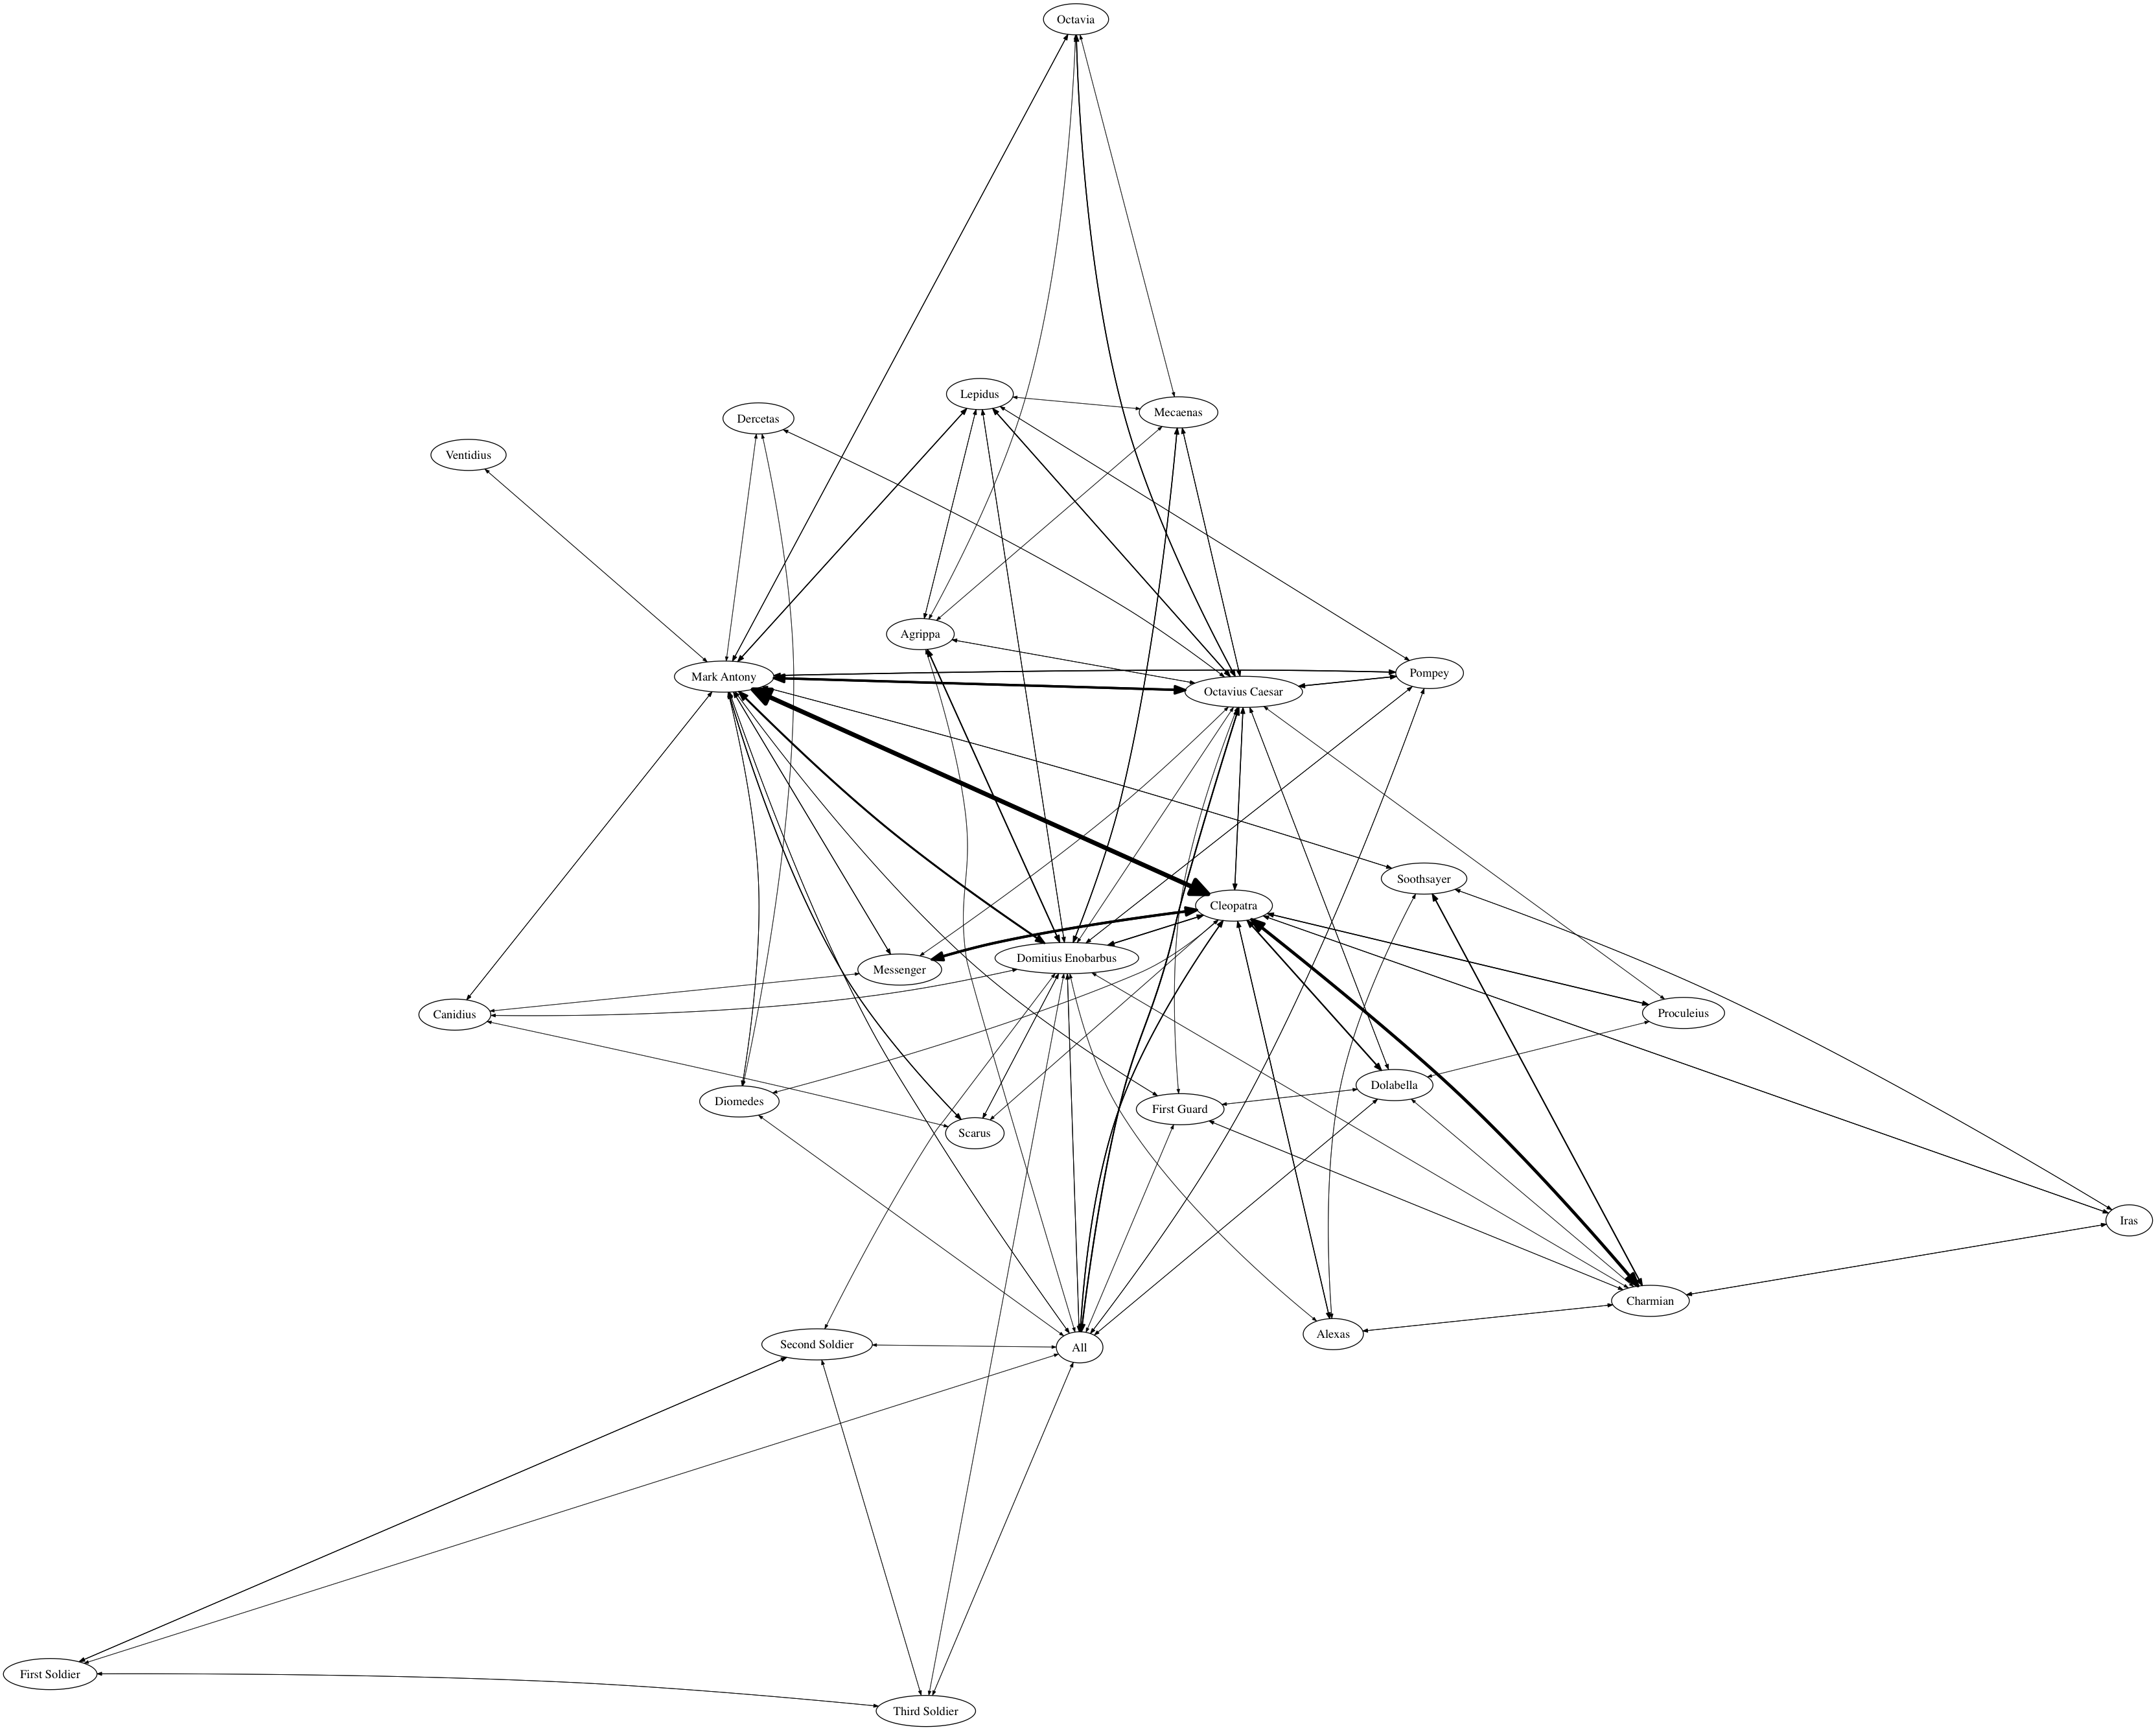 Octavia
Lepidus
Mecaenas
Dercetas
Ventidius
Agrippa
Mark Antony
Pompey
Octavius Caesar
Soothsayer
Cleopatra
Domitius Enobarbus
Messenger
Canidius
Proculeius
Dolabella
Diomedes
First Guard
Scarus
Iras
Charmian
Alexas
Second Soldier
All
First Soldier
Third Soldier